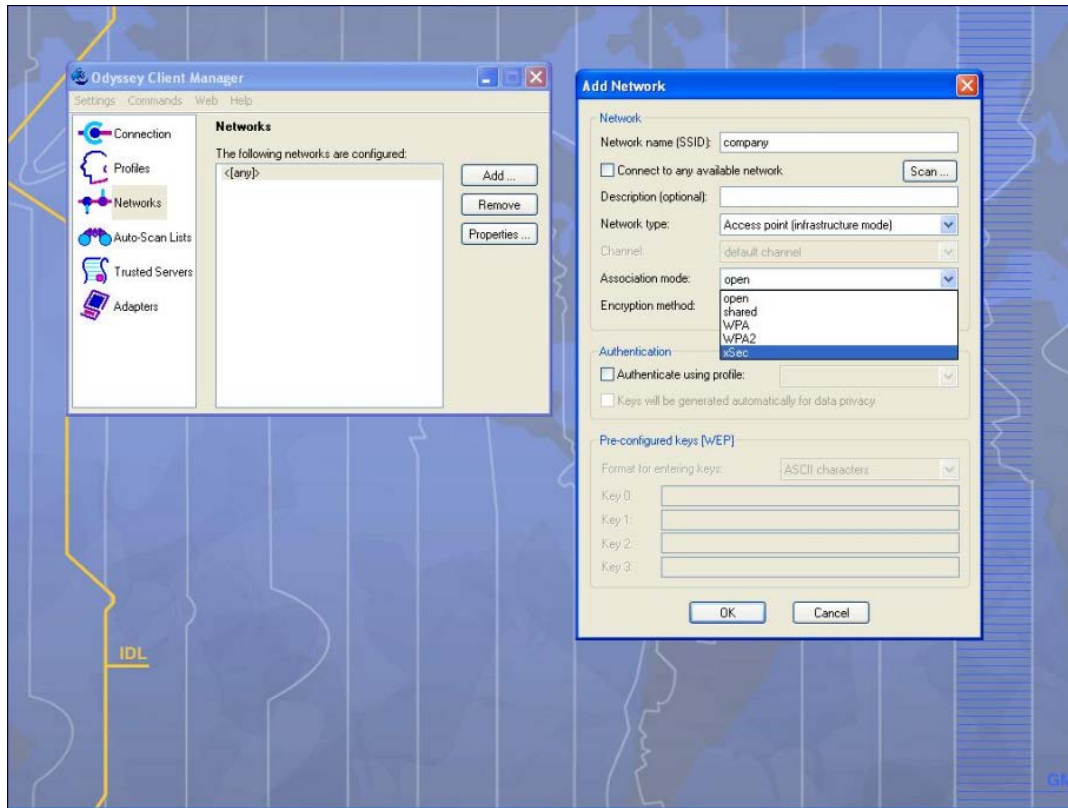 Odyssey Client Manager
Settings Commands Web Help
Connection
Profiles
Networks
Auto-Scan Lists
Trusted Servers
Adapters
Networks
The following networks are configured:
<[any]>
Add ...
Remove
Properties ...
Add Network
Network
Network name (SSID): company
Connect to any available network
Scan ...
Description (optional):
Network type: Access point (infrastructure mode)
Channel: default channel
Association mode: open
Encryption method:
open
shared
WPA
WPA2
xSec
Authentication
Authenticate using profile:
Keys will be generated automatically for data privacy
Pre-configured keys (WEP)
Format for entering keys: ASCII characters
Key 0:
Key 1:
Key 2:
Key 3:
OK Cancel
IDL
GM